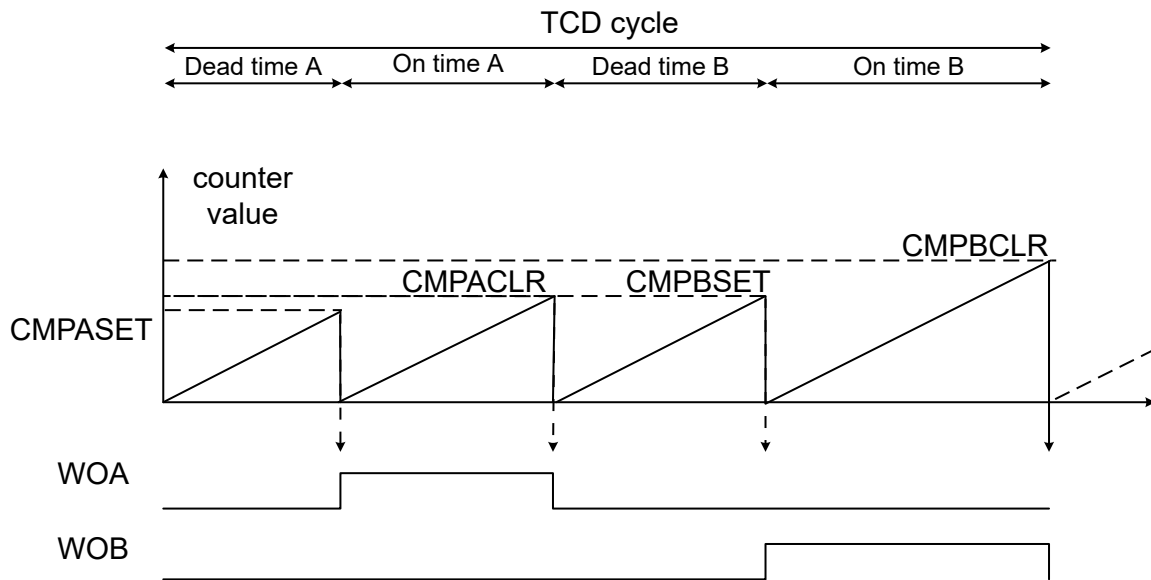 TCD cycle
Dead time A
On time A
Dead time B
On time B
counter
value
CMPBCLR
CMPACLR
CMPBSET
CMPASET
WOA
WOB